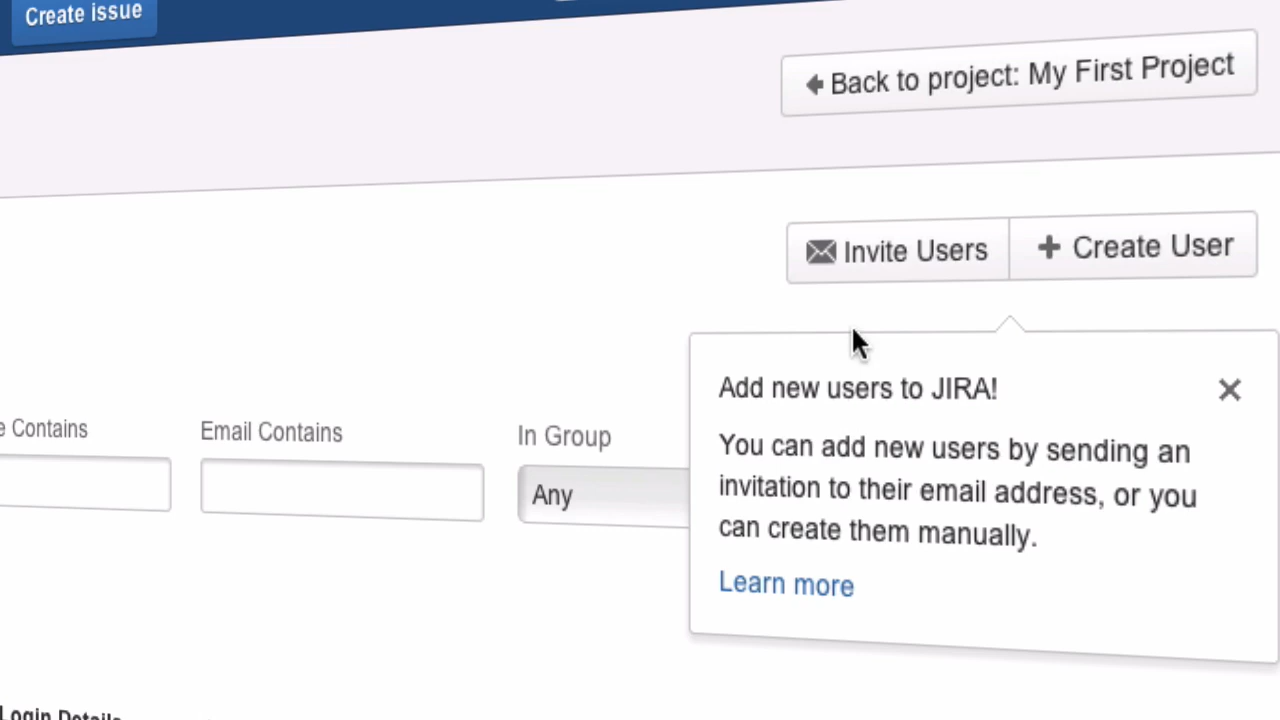 Create issue
Back to project: My First Project
Invite Users
Create User
Add new users to JIRA!
You can add new users by sending an
invitation to their email address, or you
can create them manually.
Learn more
Contains
Email Contains
In Group
Any
Login Details